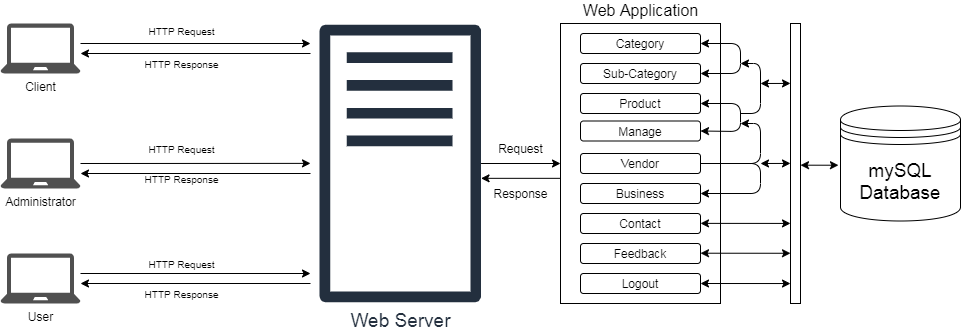 Web Application
HTTP Request
HTTP Response
Client
HTTP Request
HTTP Response
Administrator
HTTP Request
HTTP Response
User
Web Server
Request
Response
Category
Sub-Category
Product
Manage
Vendor
Business
Contact
Feedback
Logout
mySQL
Database